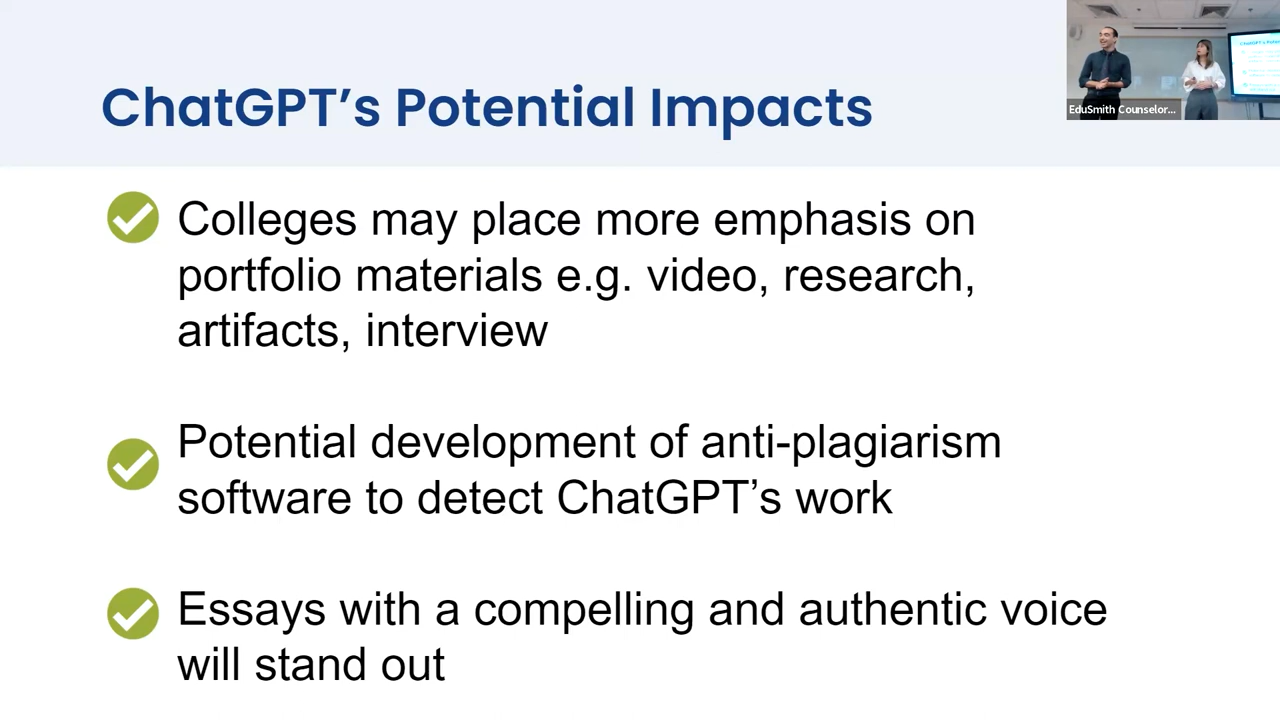 ChatGPT’s Potential Impacts
EduSmith Counselor...
Colleges may place more emphasis on
portfolio materials e.g. video, research,
artifacts, interview
Potential development of anti-plagiarism
software to detect ChatGPT’s work
Essays with a compelling and authentic voice
will stand out